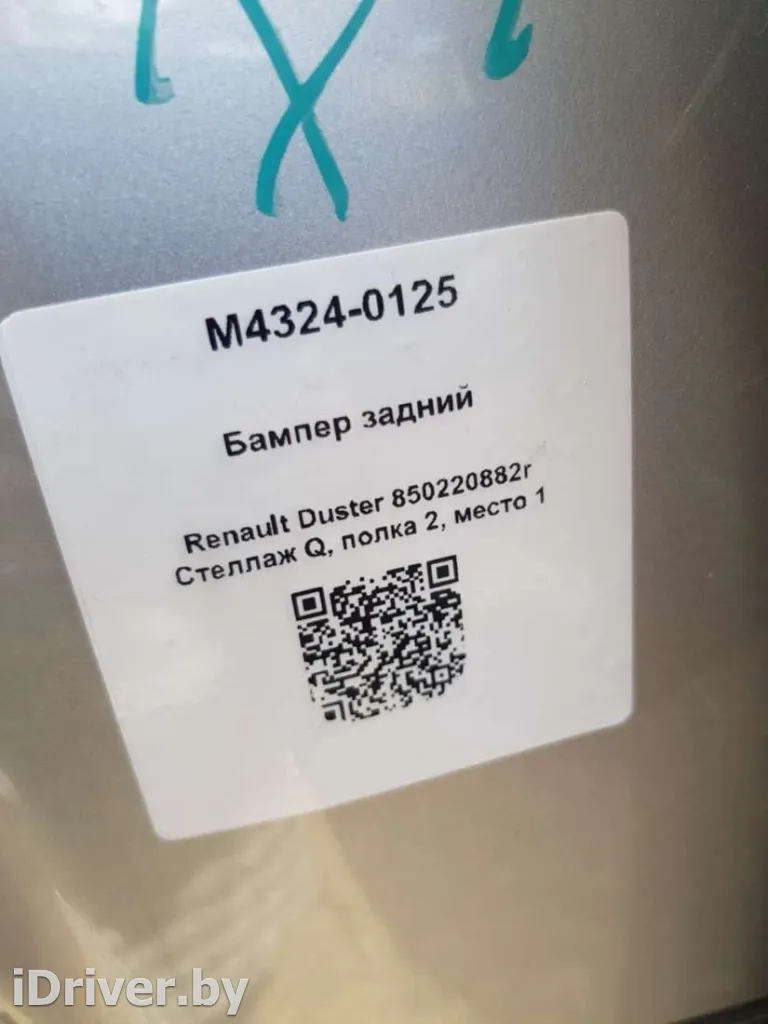 M4324-0125
Бампер задний
Renault Duster 850220882r
Стеллаж Q, полка 2, место 1
iDriver.by